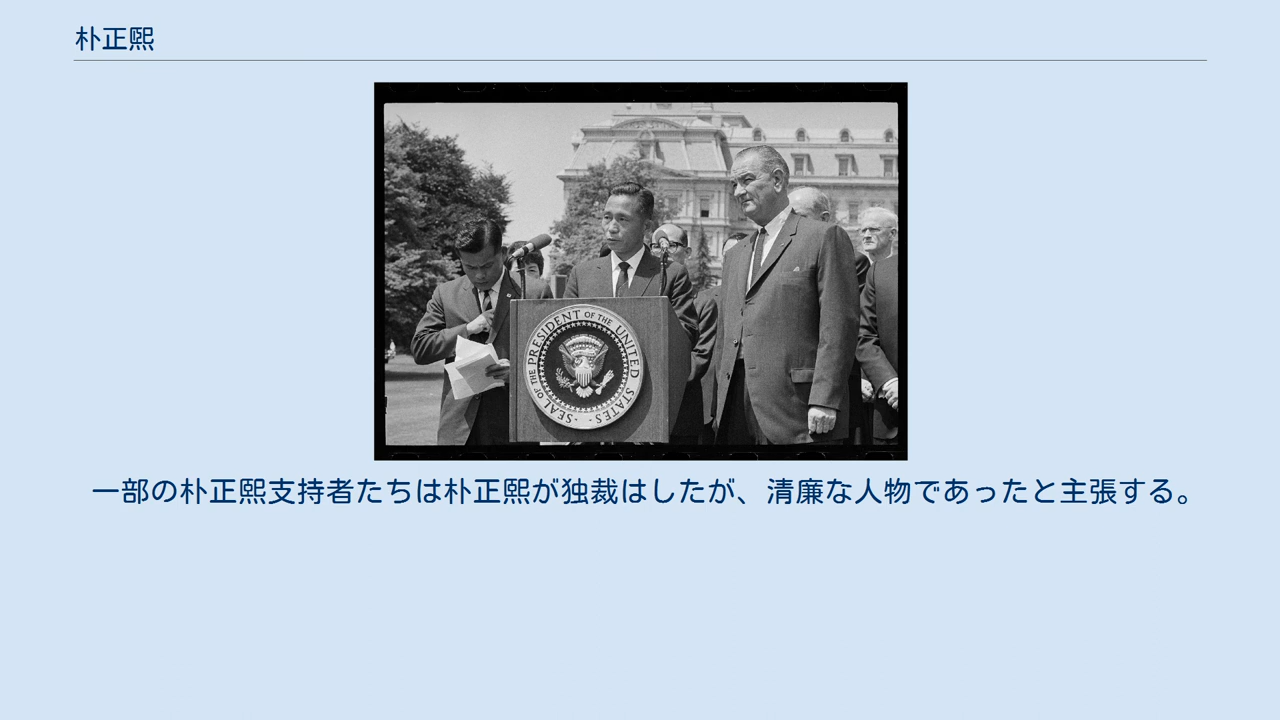 朴正熙
SEAL OF THE PRESIDENT OF THE UNITED STATES
一部の朴正熙支持者たちは朴正熙が独裁はしたが、清廉な人物であったと主張する。